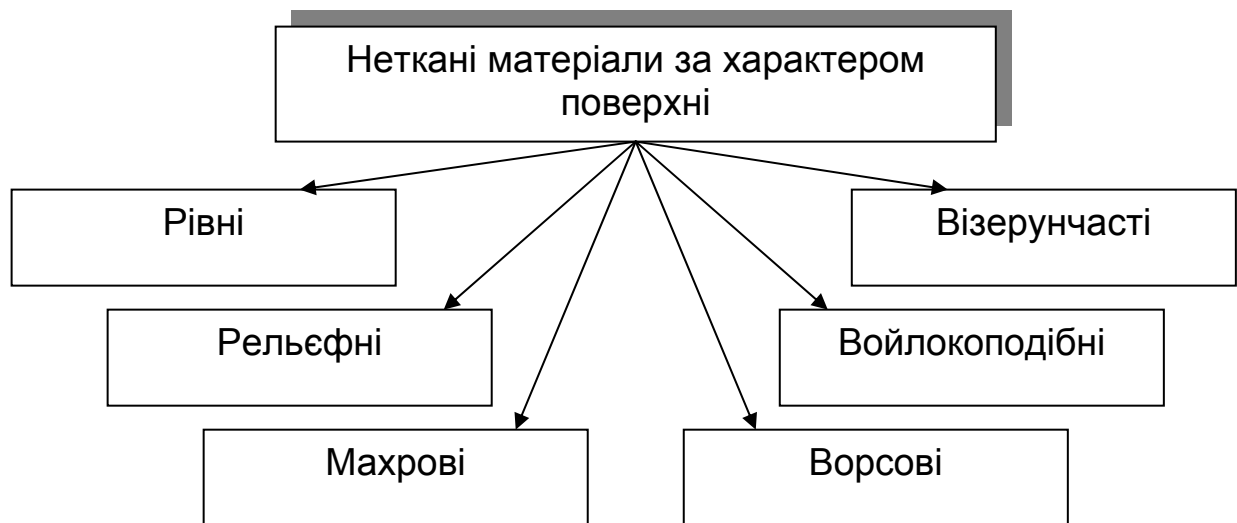 Неткані матеріали за характером
поверхні
Рівні
Візерунчасті
Рельєфні
Войлокоподібні
Махрові
Ворсові